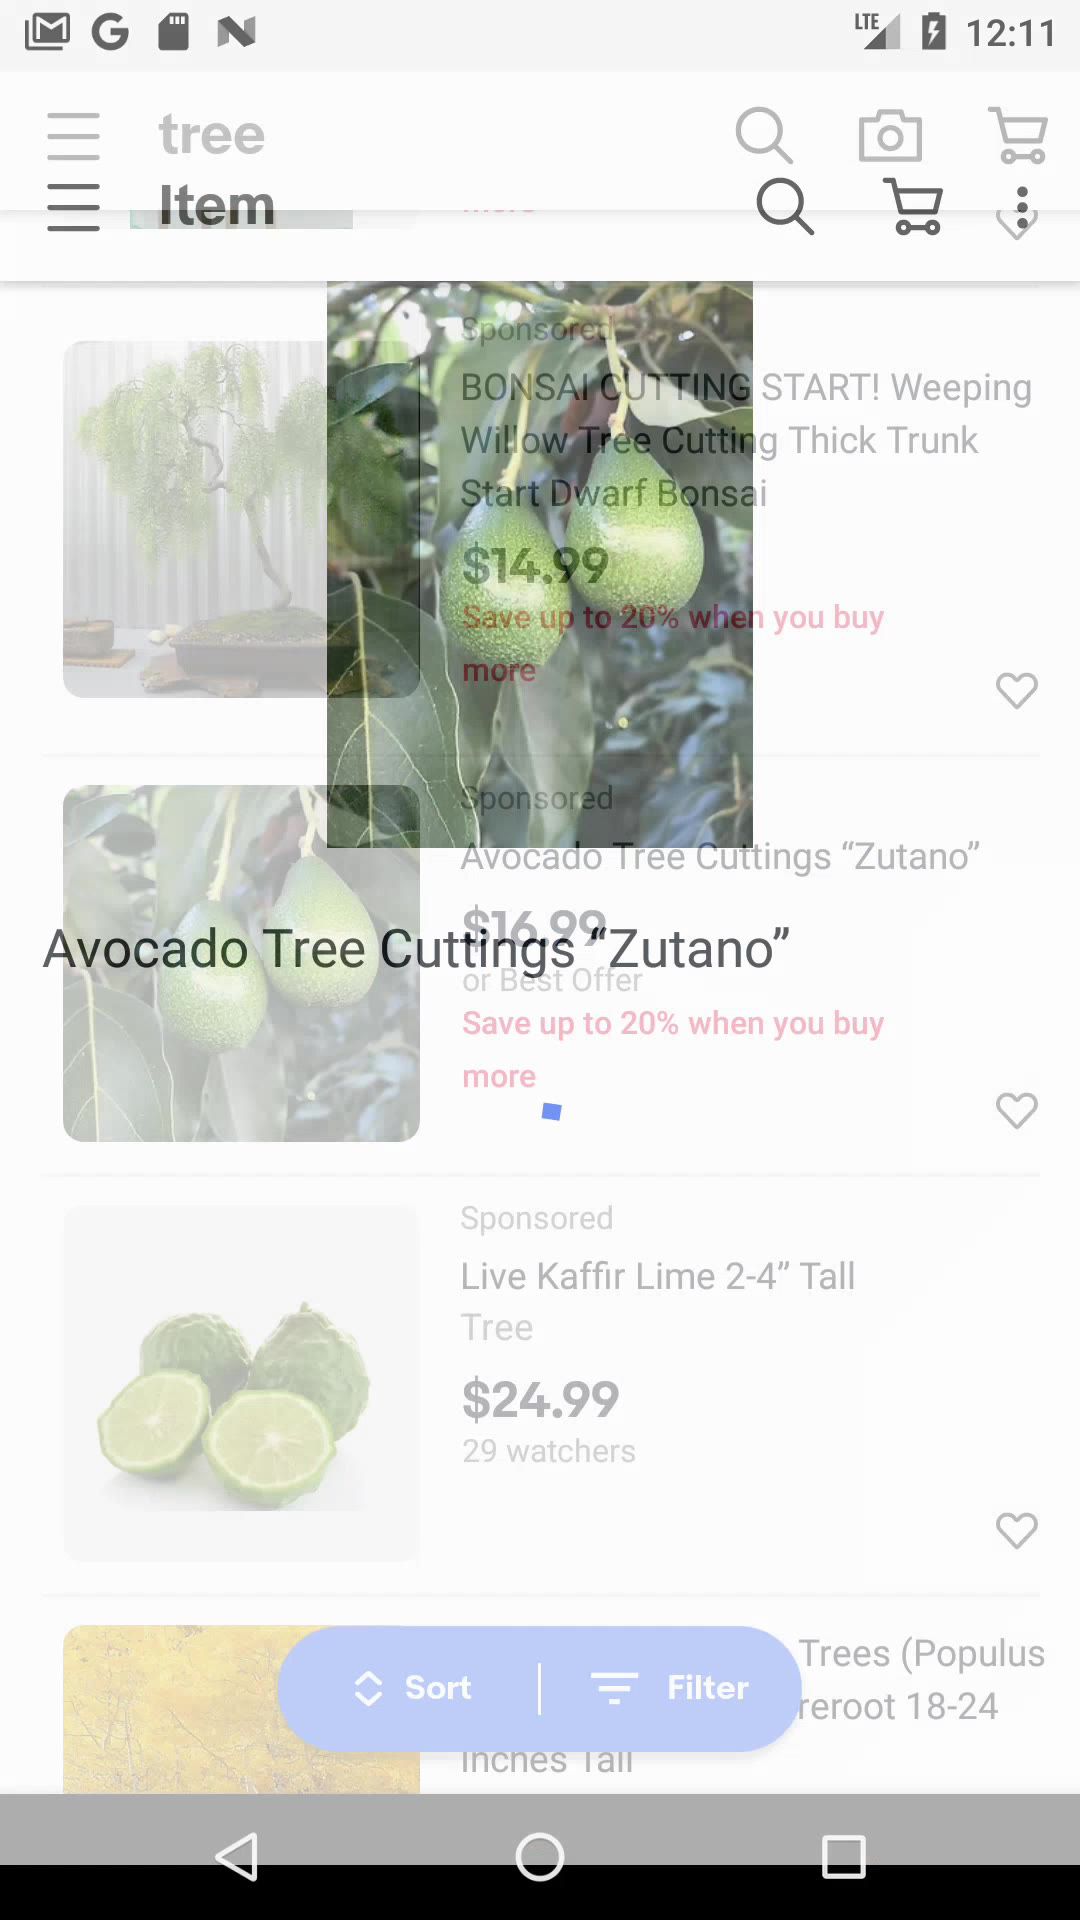 LTE 12:11
tree
Item
more
Sponsored
BONSAI CUTTING START! Weeping
Willow Tree Cutting Thick Trunk
Start Dwarf Bonsai
$14.99
Save up to 20% when you buy
more
Sponsored
Avocado Tree Cuttings “Zutano”
$16.99
Avocado Tree Cuttings “Zutano”
or Best Offer
Save up to 20% when you buy
more
Sponsored
Live Kaffir Lime 2-4” Tall
Tree
$24.99
29 watchers
Trees (Populus
Sort Filter
reroot 18-24
Inches Tall